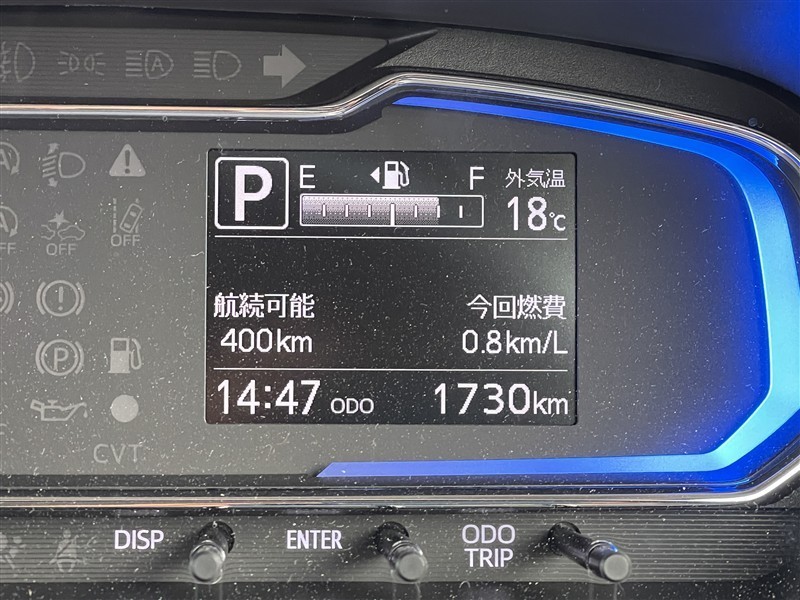 P E F 外気温
18℃
航続可能 今回燃費
400km 0.8km/L
14:47 ODO 1730km
A
OFF OFF OFF
P
CVT
DISP ENTER ODO TRIP